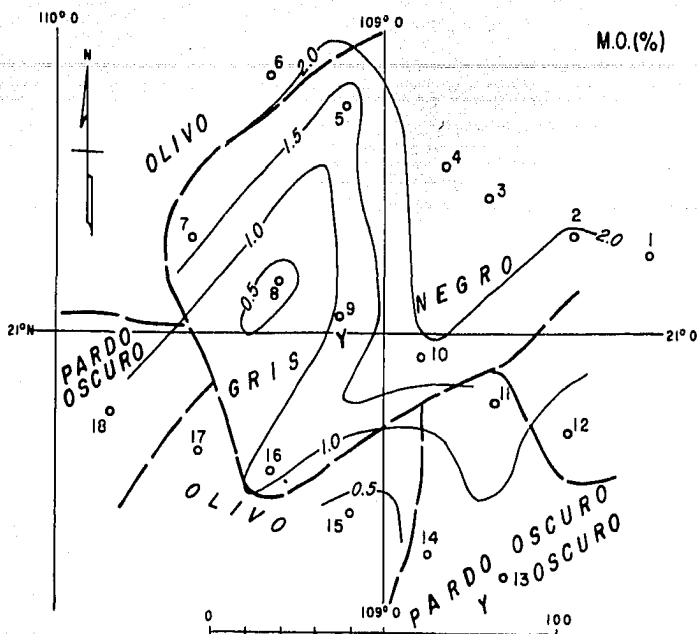 110° 0
109° 0
M.O.(%)
N
6
2.0
OLIVO
5
1.5
4
3
7
1.0
2
2.0
1
0.5
8
NEGRO
9
Y
21°N
21° 0
PARDO
OSCURO
GRIS
10
18
11
17
16
1.0
12
OLIVO
0.5
15
14
PARDO OSCURO
13
Y OSCURO
0
109° 0
100